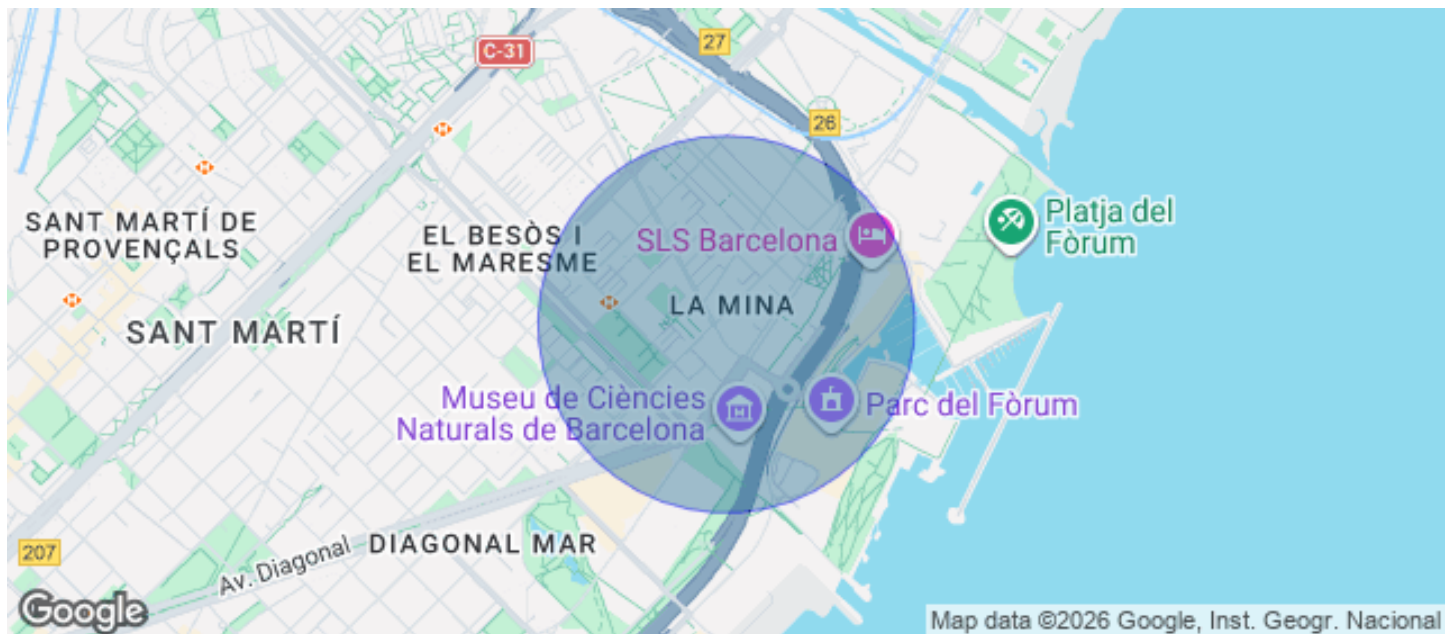 C-31
27
26
SANT MARTÍ DE
PROVENÇALS
EL BESÒS I
EL MARESME
SLS Barcelona
Platja del
Fòrum
LA MINA
SANT MARTÍ
Museu de Ciències
Naturals de Barcelona
Parc del Fòrum
207
Av. Diagonal
DIAGONAL MAR
Google
Map data ©2026 Google, Inst. Geogr. Nacional